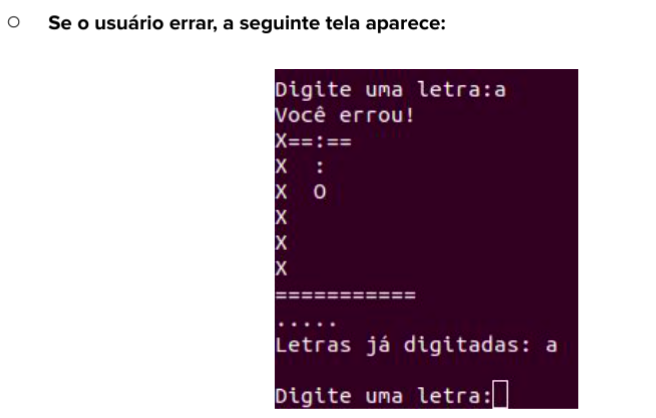 ○ Se o usuário errar, a seguinte tela aparece:
Digite uma letra:a
Você errou!
X==:==
X  :
X  O
X
X
X
===========
.....
Letras já digitadas: a

Digite uma letra: